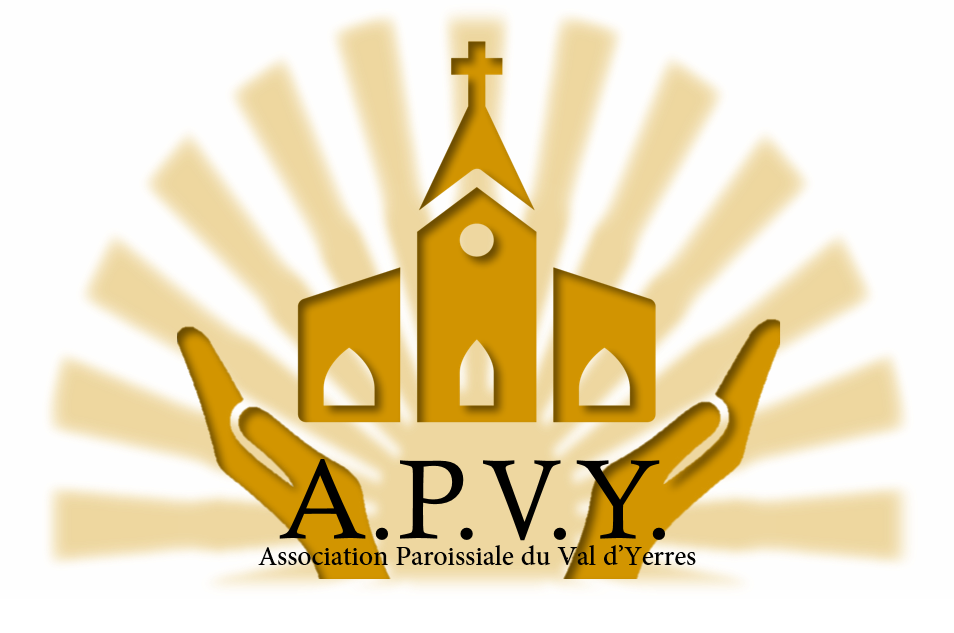 A.P.V.Y.
Association Paroissiale du Val d’Yerres